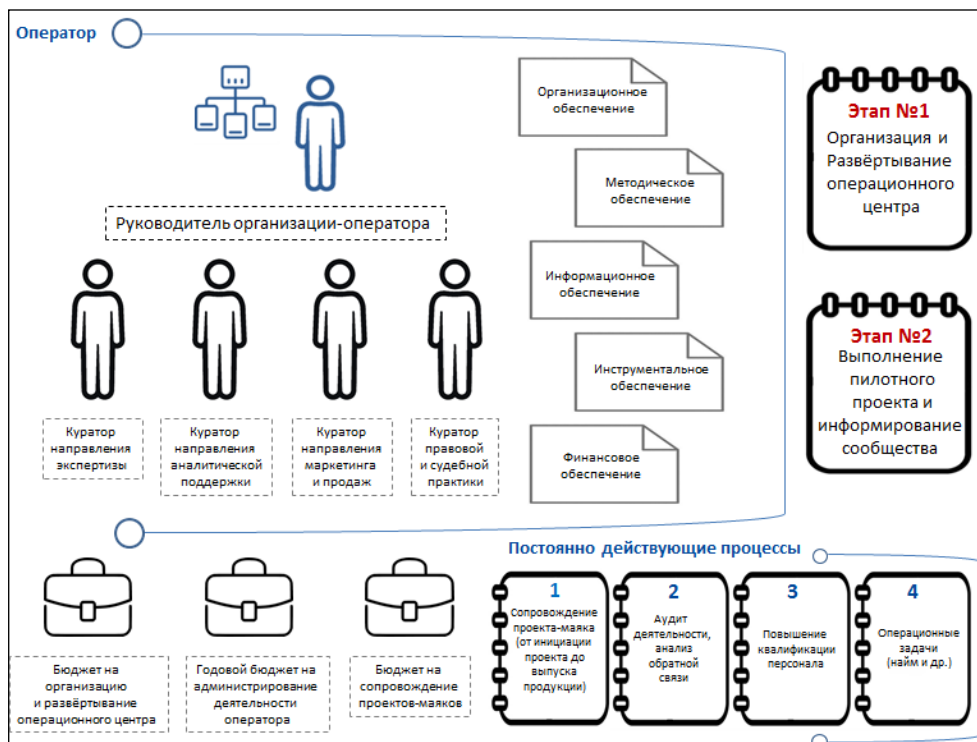 Оператор
Руководитель организации-оператора
Куратор
направления
экспертизы
Куратор
направления
аналитической
поддержки
Куратор
направления
маркетинга
и продаж
Куратор
правовой
и судебной
практики
Организационное
обеспечение
Методическое
обеспечение
Информационное
обеспечение
Инструментальное
обеспечение
Финансовое
обеспечение
Этап №1
Организация и
Развёртывание
операционного
центра
Этап №2
Выполнение
пилотного
проекта и
информирование
сообщества
Бюджет на
организацию
и развёртывание
операционного центра
Годовой бюджет на
администрирование
деятельности
оператора
Бюджет на
сопровождение
проектов-маяков
Постоянно действующие процессы
1
Сопровождение
проекта-маяка
(от инициации
проекта до
выпуска
продукции)
2
Аудит
деятельности,
анализ
обратной
связи
3
Повышение
квалификации
персонала
4
Операционные
задачи
(найм и др.)